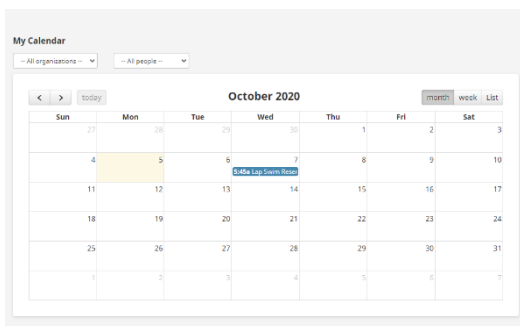 My Calendar
-- All organizations -- -- All people --
< > today October 2020 month week List
Sun Mon Tue Wed Thu Fri Sat
27 28 29 30 1 2 3
4 5 6 7 8 9 10
5:45a Lap Swim Reser
11 12 13 14 15 16 17
18 19 20 21 22 23 24
25 26 27 28 29 30 31
1 2 3 4 5 6 7